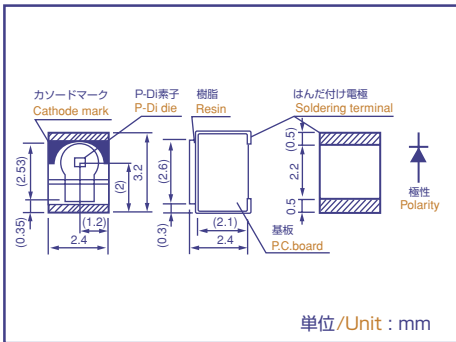 カソードマーク
Cathode mark
P-Di素子
P-Di die
樹脂
Resin
はんだ付け電極
Soldering terminal
(2.53)
(0.35)
(2)
3.2
(1.2)
2.4
(2.6)
(0.3)
(2.1)
2.4
基板
P.C.board
(0.5)
2.2
0.5
極性
Polarity
単位/Unit : mm